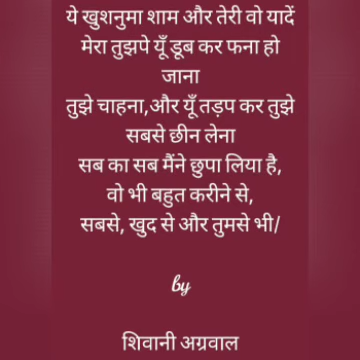 ये खुशनुमा शाम और तेरी वो यादें
मेरा तुझपे यूँ डूब कर फना हो
जाना
तुझे चाहना,और यूँ तड़प कर तुझे
सबसे छीन लेना
सब का सब मैंने छुपा लिया है,
वो भी बहुत करीने से,
सबसे, खुद से और तुमसे भी/
by
शिवानी अग्रवाल